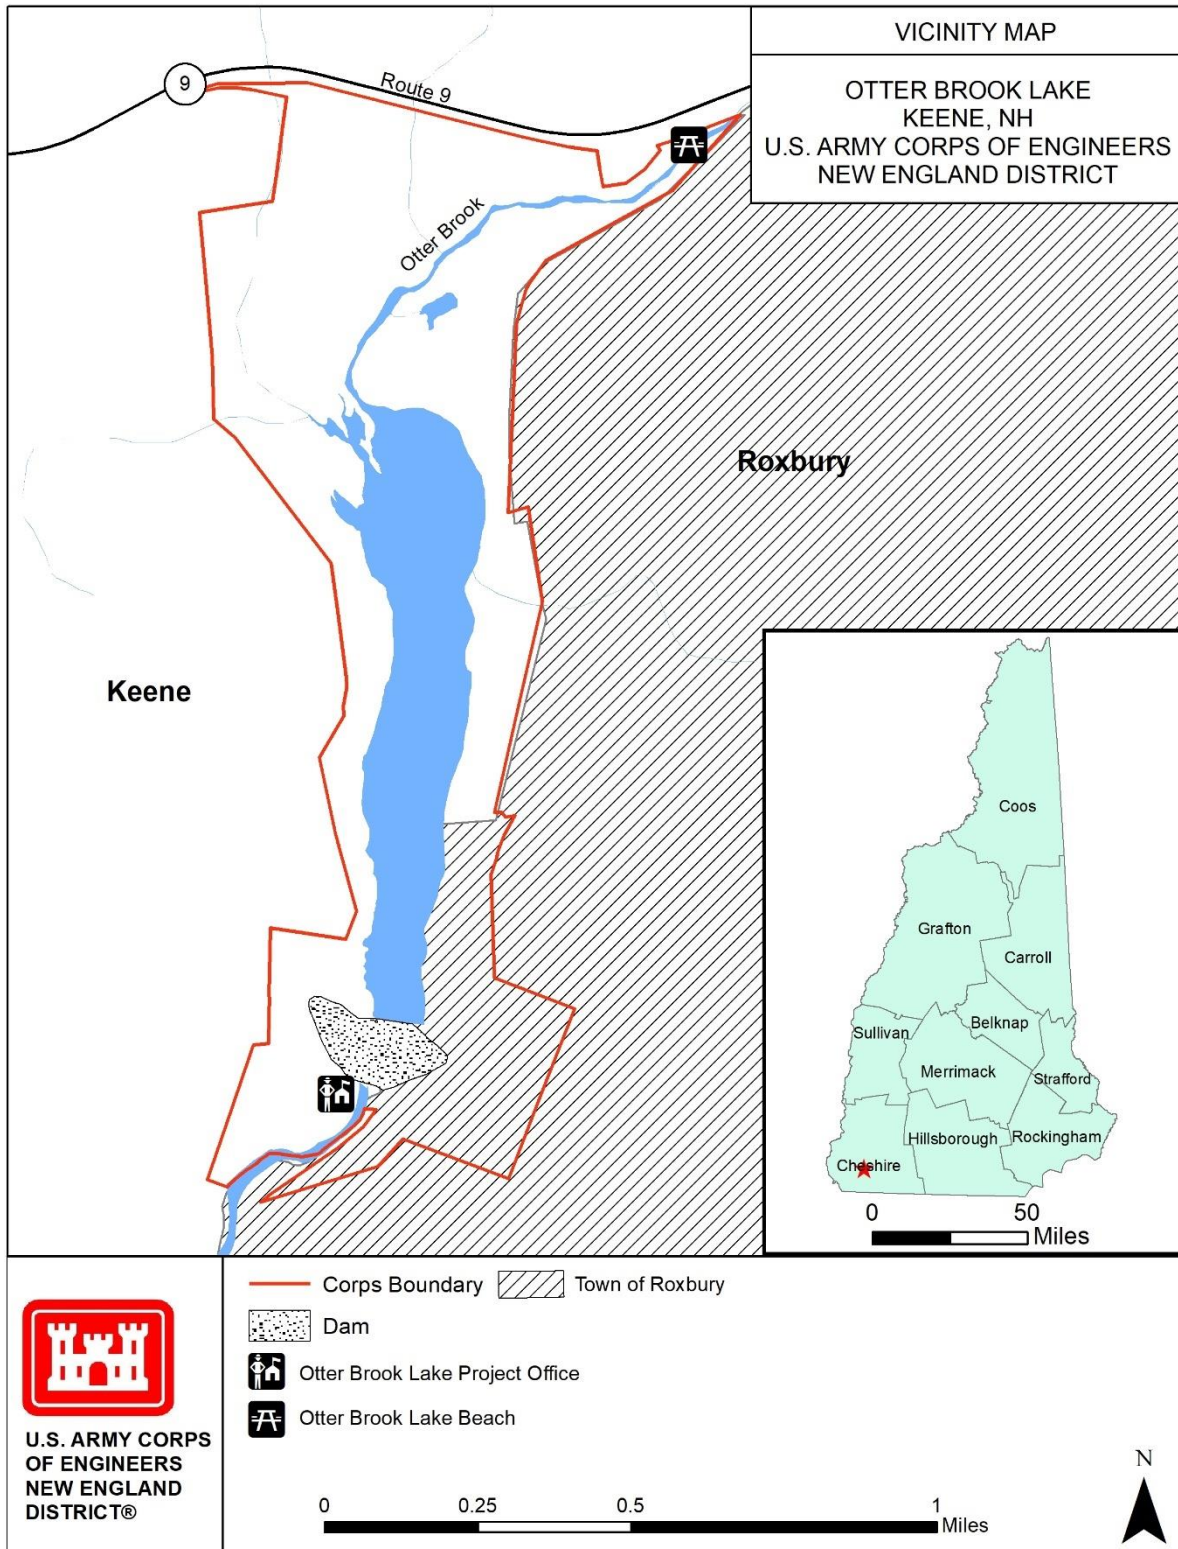 VICINITY MAP
OTTER BROOK LAKE
KEENE, NH
U.S. ARMY CORPS OF ENGINEERS
NEW ENGLAND DISTRICT
9
Route 9
Otter Brook
Roxbury
Keene
Coos
Grafton
Carroll
Sullivan
Belknap
Merrimack
Strafford
Hillsborough
Rockingham
Cheshire
0 50
Miles
Corps Boundary
Town of Roxbury
Dam
Otter Brook Lake Project Office
Otter Brook Lake Beach
U.S. ARMY CORPS
OF ENGINEERS
NEW ENGLAND
DISTRICT®
0 0.25 0.5 1
Miles
N